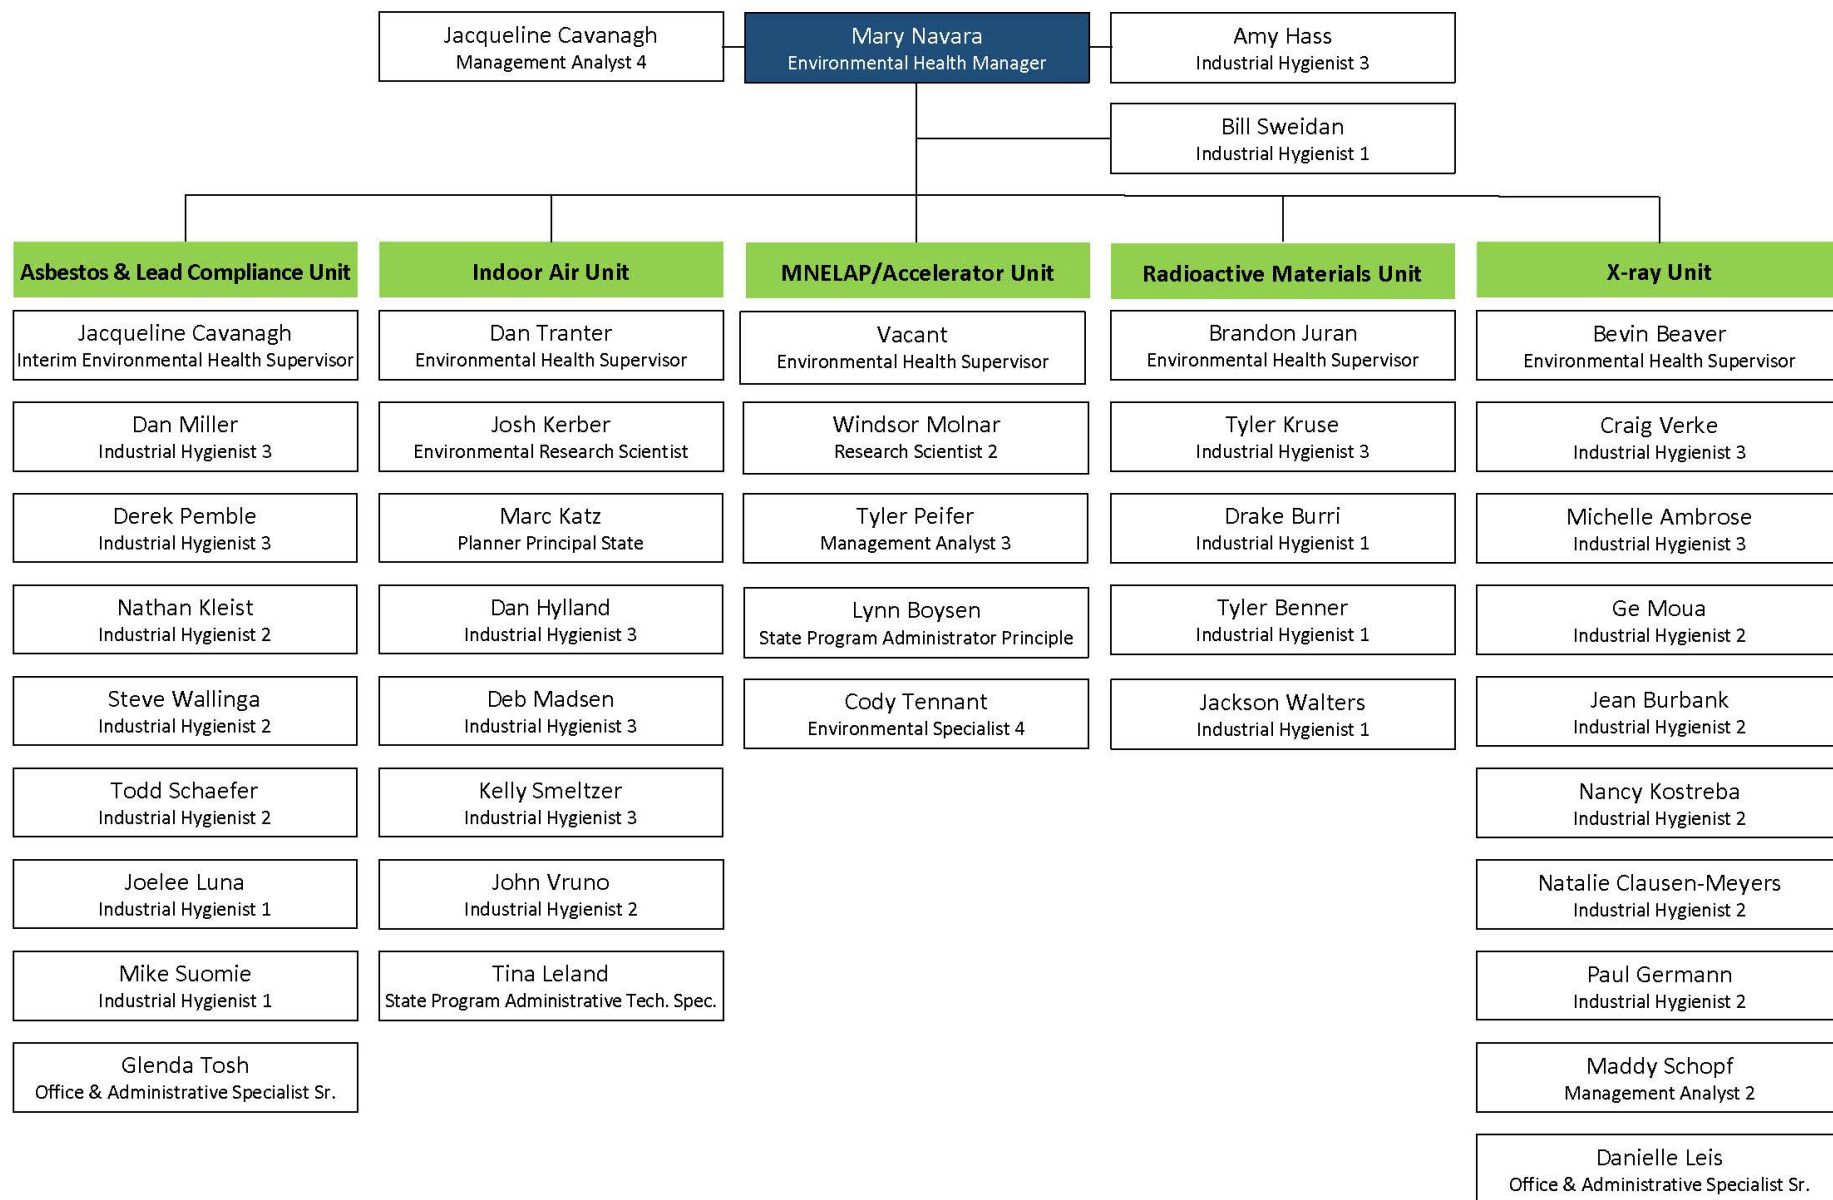 Jacqueline Cavanagh
Management Analyst 4
Mary Navara
Environmental Health Manager
Amy Hass
Industrial Hygienist 3
Bill Sweidan
Industrial Hygienist 1
Asbestos & Lead Compliance Unit
Jacqueline Cavanagh
Interim Environmental Health Supervisor
Dan Miller
Industrial Hygienist 3
Derek Pemble
Industrial Hygienist 3
Nathan Kleist
Industrial Hygienist 2
Steve Wallinga
Industrial Hygienist 2
Todd Schaefer
Industrial Hygienist 2
Joelee Luna
Industrial Hygienist 1
Mike Suomie
Industrial Hygienist 1
Glenda Tosh
Office & Administrative Specialist Sr.
Indoor Air Unit
Dan Tranter
Environmental Health Supervisor
Josh Kerber
Environmental Research Scientist
Marc Katz
Planner Principal State
Dan Hylland
Industrial Hygienist 3
Deb Madsen
Industrial Hygienist 3
Kelly Smeltzer
Industrial Hygienist 3
John Vruno
Industrial Hygienist 2
Tina Leland
State Program Administrative Tech. Spec.
MNELAP/Accelerator Unit
Vacant
Environmental Health Supervisor
Windsor Molnar
Research Scientist 2
Tyler Peifer
Management Analyst 3
Lynn Boysen
State Program Administrator Principle
Cody Tennant
Environmental Specialist 4
Radioactive Materials Unit
Brandon Juran
Environmental Health Supervisor
Tyler Kruse
Industrial Hygienist 3
Drake Burri
Industrial Hygienist 1
Tyler Benner
Industrial Hygienist 1
Jackson Walters
Industrial Hygienist 1
X-ray Unit
Bevin Beaver
Environmental Health Supervisor
Craig Verke
Industrial Hygienist 3
Michelle Ambrose
Industrial Hygienist 3
Ge Moua
Industrial Hygienist 2
Jean Burbank
Industrial Hygienist 2
Nancy Kostreba
Industrial Hygienist 2
Natalie Clausen-Meyers
Industrial Hygienist 2
Paul Germann
Industrial Hygienist 2
Maddy Schopf
Management Analyst 2
Danielle Leis
Office & Administrative Specialist Sr.